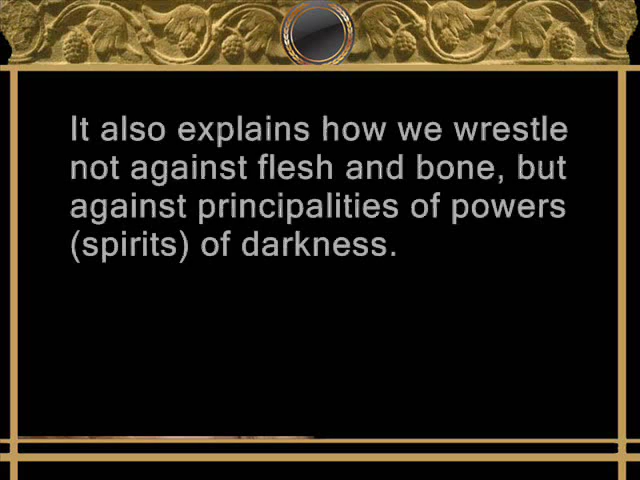 It also explains how we wrestle
not against flesh and bone, but
against principalities of powers
(spirits) of darkness.